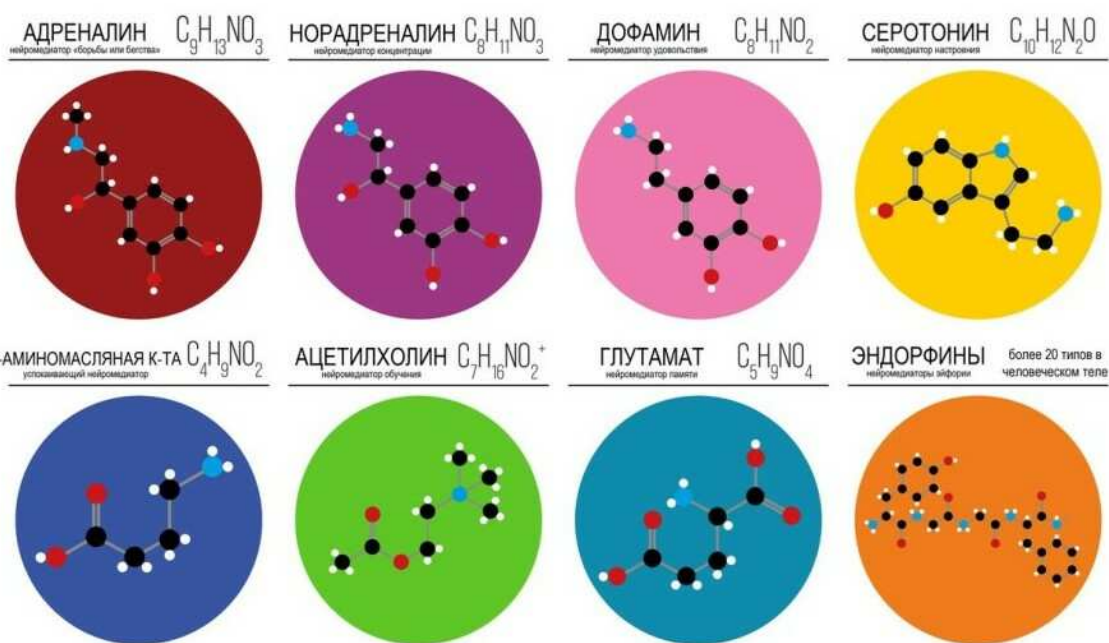 АДРЕНАЛИН C9H13NO3
нейромедиатор «борьбы или бегства»
НОРАДРЕНАЛИН C8H11NO3
нейромедиатор концентрации
ДОФАМИН C8H11NO2
нейромедиатор удовольствия
СЕРОТОНИН C10H12N2O
нейромедиатор настроения
-АМИНОМАСЛЯНАЯ К-ТА C4H9NO2
успокаивающий нейромедиатор
АЦЕТИЛХОЛИН C7H16NO2+
нейромедиатор обучения
ГЛУТАМАТ C5H9NO4
нейромедиатор памяти
ЭНДОРФИНЫ
нейромедиаторы эйфории
более 20 типов в
человеческом теле